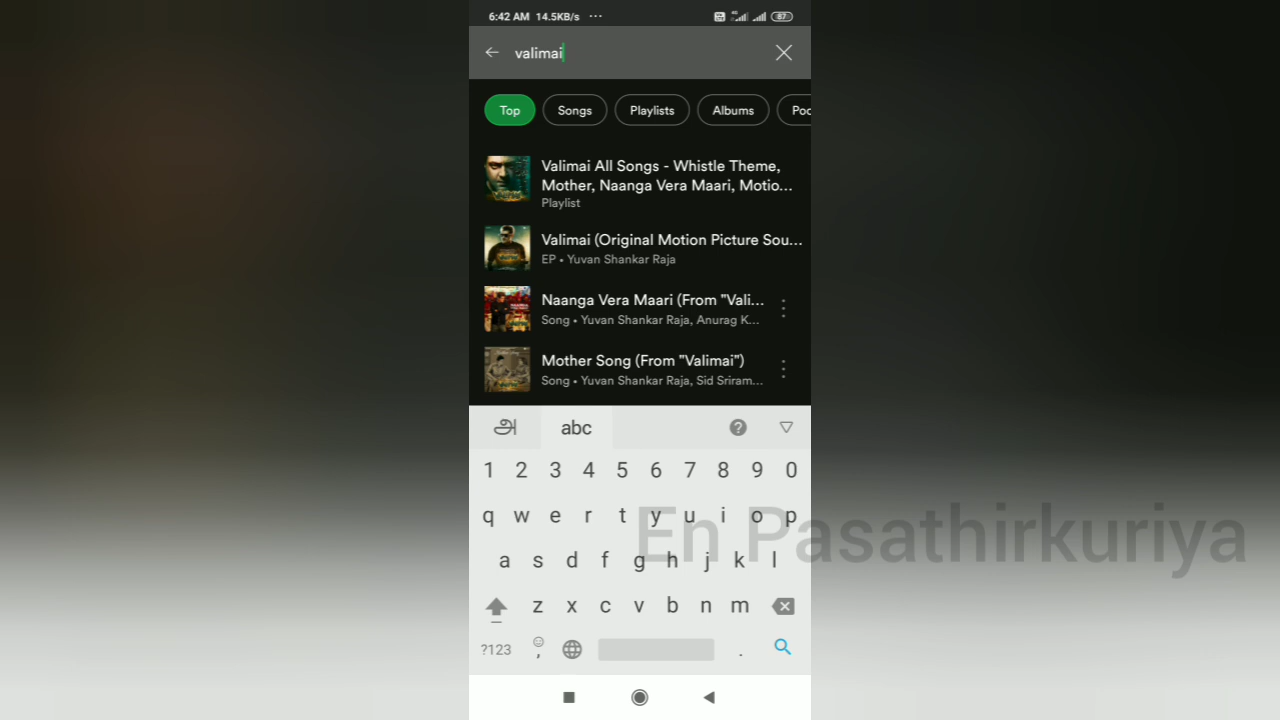 6:42 AM 14.5KB/s ··· 4G 87
valimai
Top Songs Playlists Albums Poc
Valimai All Songs - Whistle Theme,
Mother, Naanga Vera Maari, Motio...
Playlist
Valimai (Original Motion Picture Sou...
EP • Yuvan Shankar Raja
Naanga Vera Maari (From "Vali...
Song • Yuvan Shankar Raja, Anurag K...
Mother Song (From "Valimai")
Song • Yuvan Shankar Raja, Sid Sriram...
அ abc ?
1 2 3 4 5 6 7 8 9 0
q w e r t y u i o p
En Pasathirkuriya
a s d f g h j k l
z x c v b n m
?123 , .